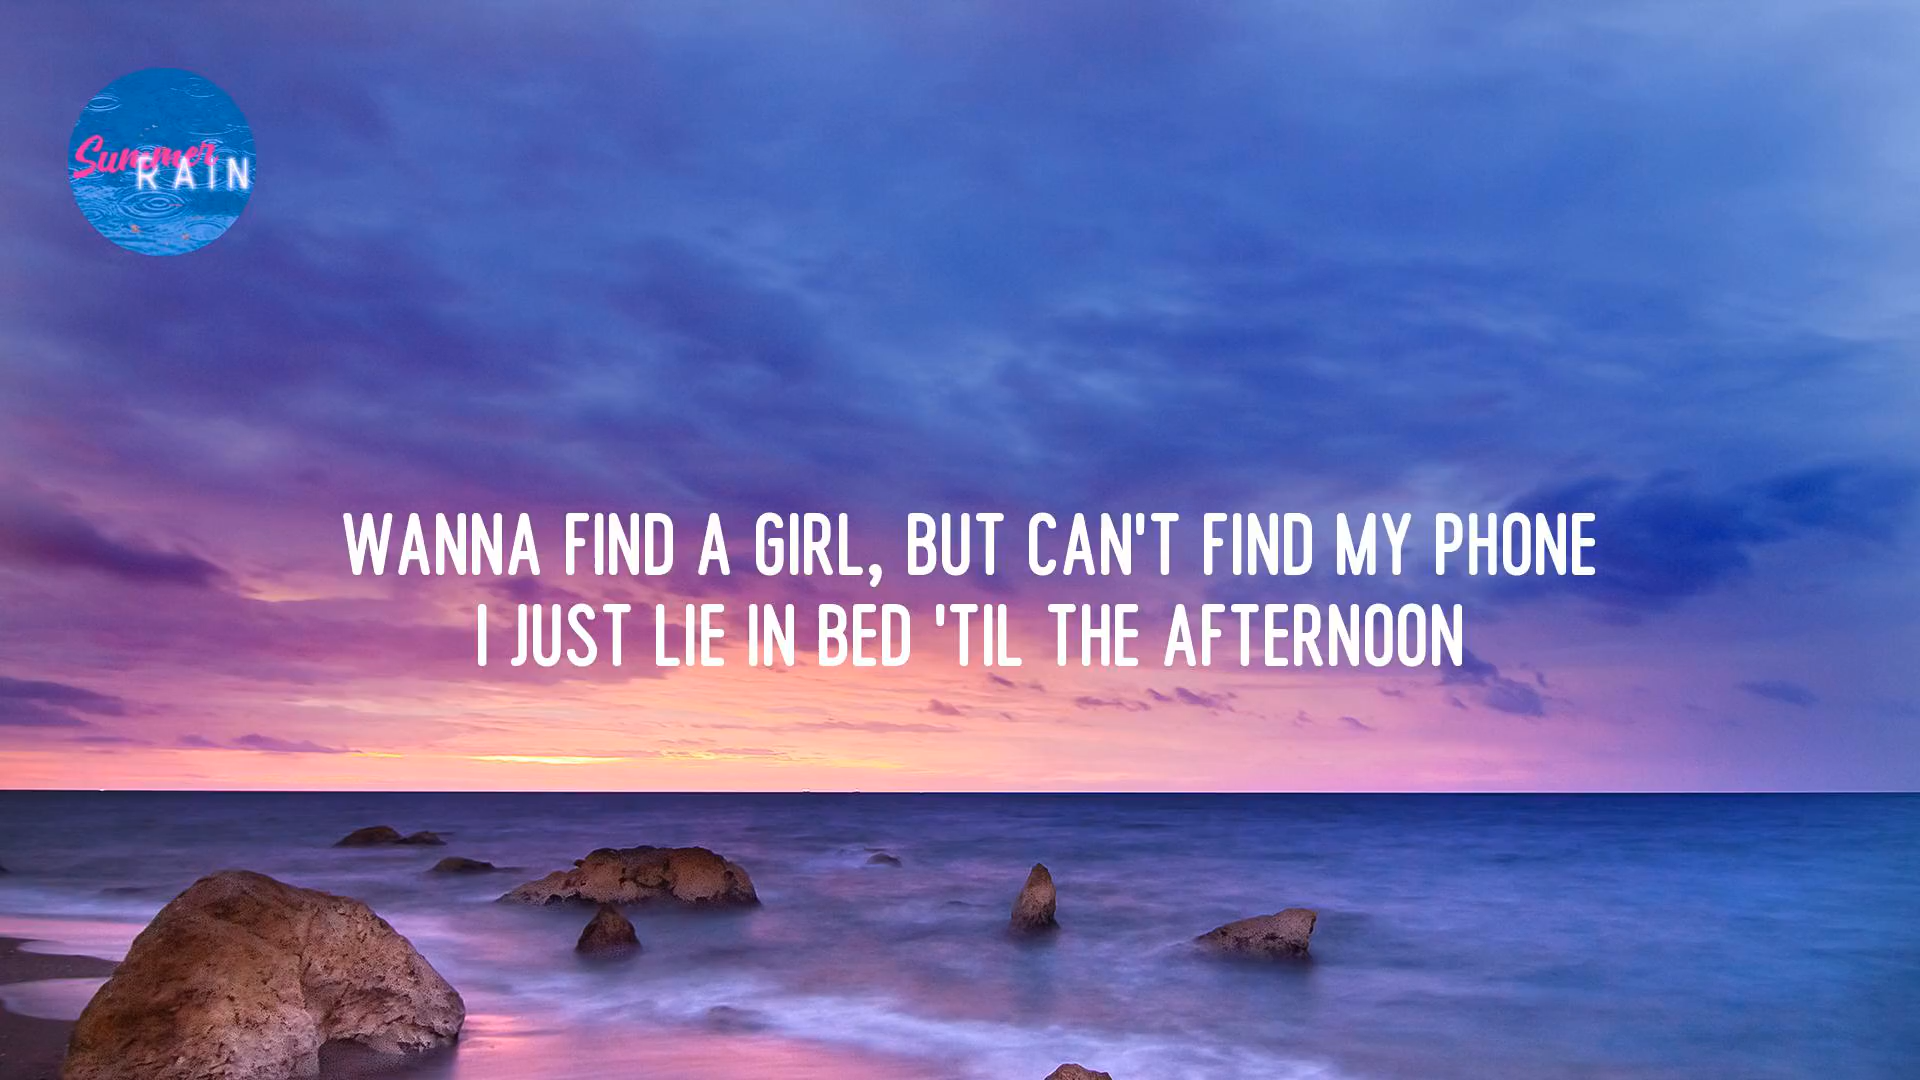 Summer
RAIN
WANNA FIND A GIRL, BUT CAN'T FIND MY PHONE
I JUST LIE IN BED 'TIL THE AFTERNOON